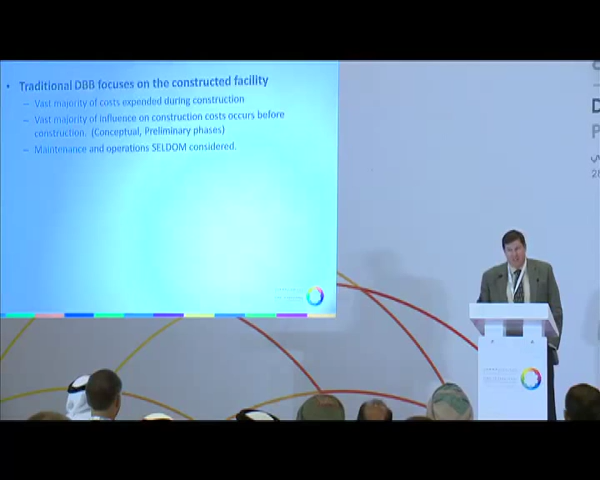 • Traditional DBB focuses on the constructed facility
– Vast majority of costs expended during construction
– Vast majority of influence on construction costs occurs before
construction. (Conceptual, Preliminary phases)
– Maintenance and operations SELDOM considered.
D
P
28